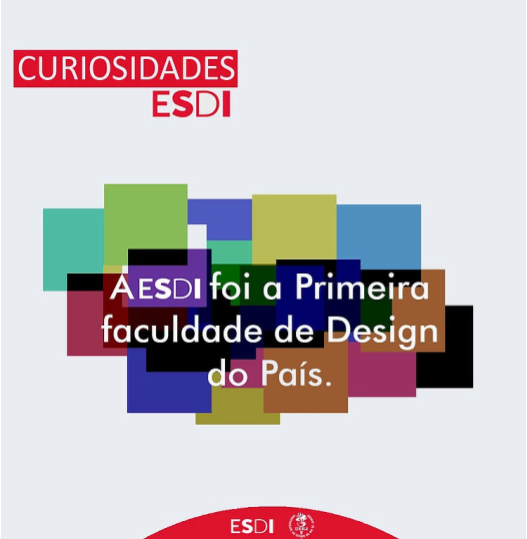 CURIOSIDADES
ESDI
A ESDI foi a Primeira
faculdade de Design
do País.
ESDI